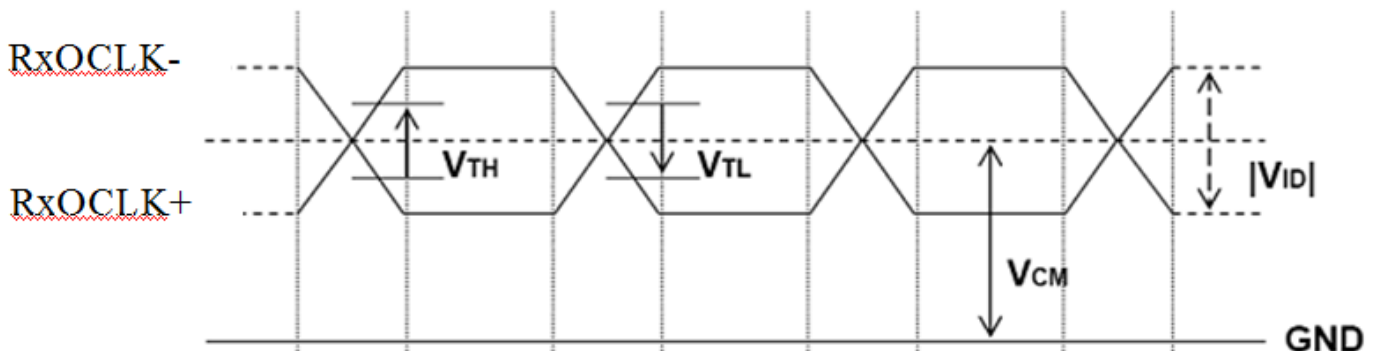 RxOCLK-
VTH
VTL
|VID|
RxOCLK+
VCM
GND